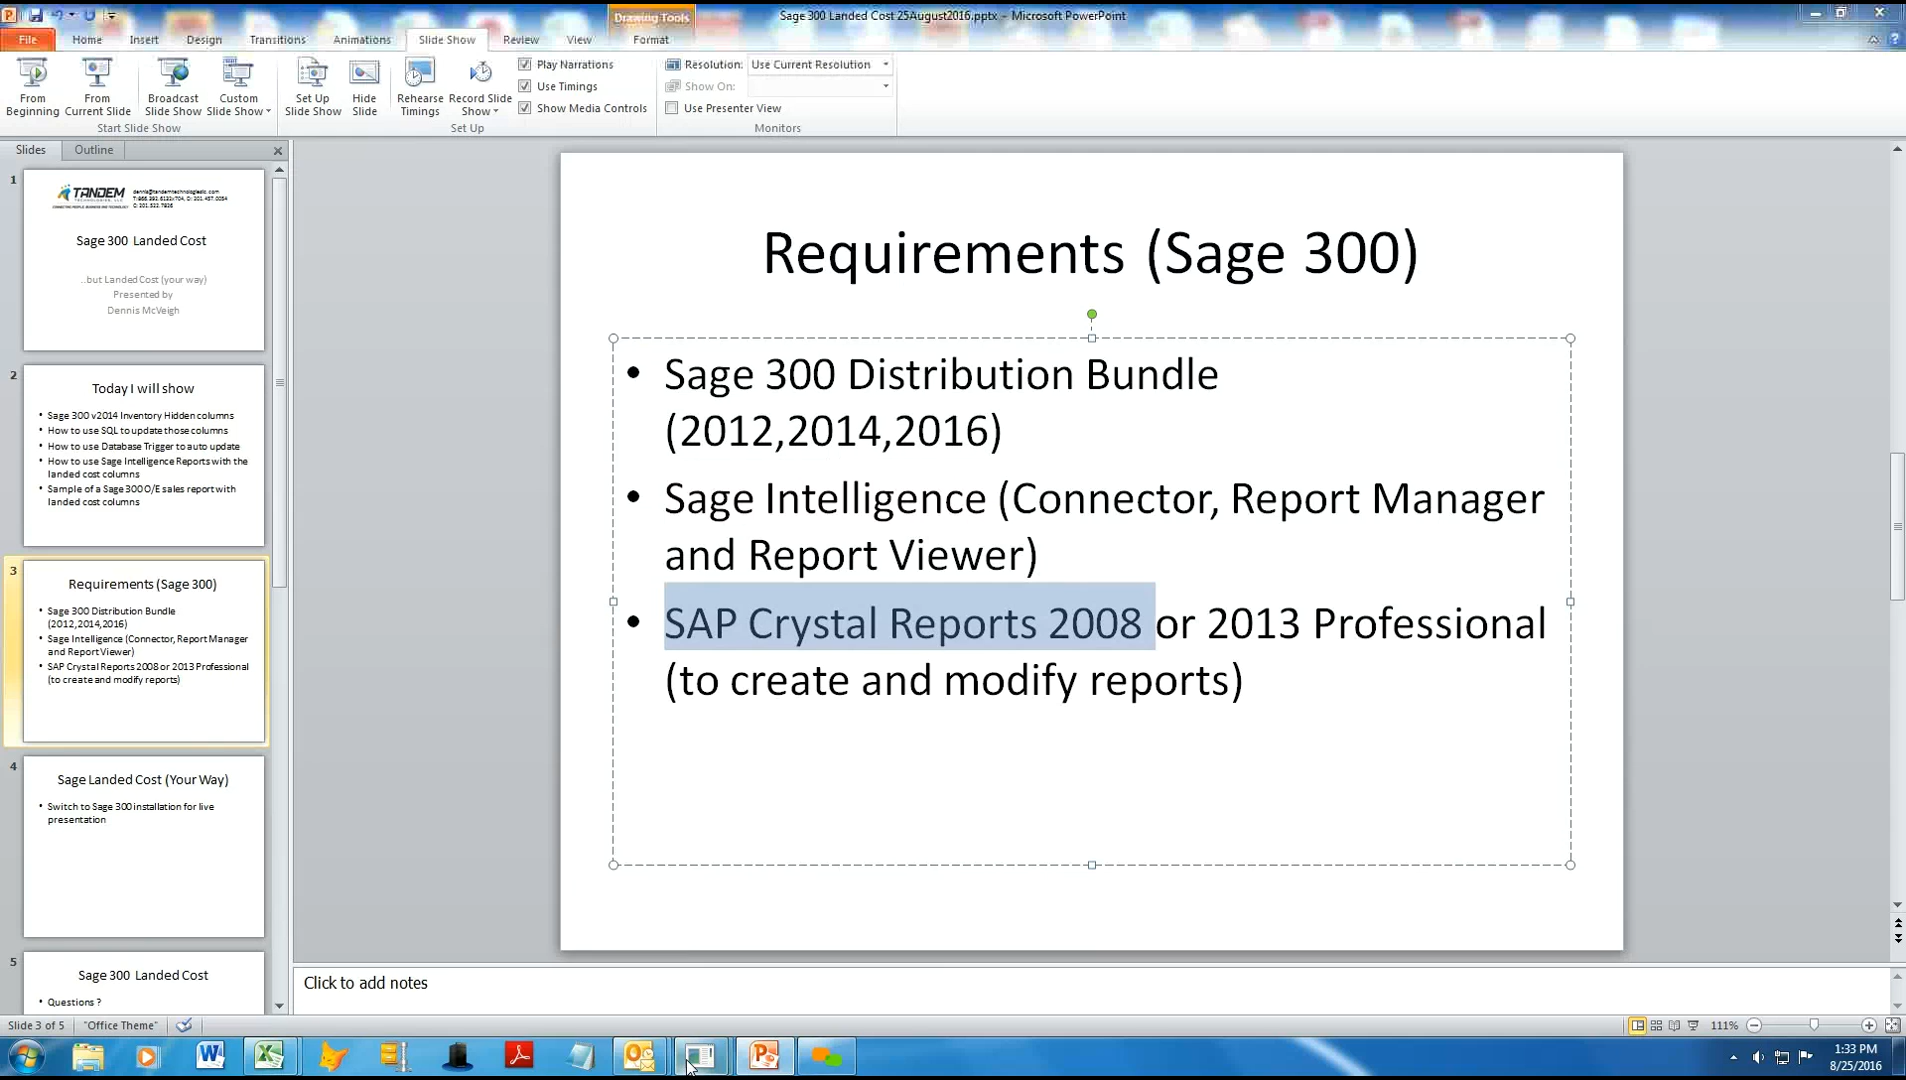 Drawing Tools
Sage 300 Landed Cost 25August2016.pptx - Microsoft PowerPoint
File Home Insert Design Transitions Animations Slide Show Review View Format
From Beginning
From Current Slide
Broadcast Slide Show
Custom Slide Show
Start Slide Show
Set Up Slide Show
Hide Slide
Rehearse Timings
Record Slide Show
Play Narrations
Use Timings
Show Media Controls
Set Up
Resolution: Use Current Resolution
Show On:
Use Presenter View
Monitors
Slides Outline
1
TANDEM
TECHNOLOGIES, LLC
Sage 300 Landed Cost
..but Landed Cost (your way)
Presented by
Dennis McVeigh
2
Today I will show
• Sage 300 v2014 Inventory Hidden columns
• How to use SQL to update those columns
• How to use Database Trigger to auto update
• How to use Sage Intelligence Reports with the
landed cost columns
• Sample of a Sage 300 O/E sales report with
landed cost columns
3
Requirements (Sage 300)
• Sage 300 Distribution Bundle
(2012,2014,2016)
• Sage Intelligence (Connector, Report Manager
and Report Viewer)
• SAP Crystal Reports 2008 or 2013 Professional
(to create and modify reports)
4
Sage Landed Cost (Your Way)
• Switch to Sage 300 installation for live
presentation
5
Sage 300 Landed Cost
• Questions ?
Requirements (Sage 300)
• Sage 300 Distribution Bundle
(2012,2014,2016)
• Sage Intelligence (Connector, Report Manager
and Report Viewer)
• SAP Crystal Reports 2008 or 2013 Professional
(to create and modify reports)
Click to add notes
Slide 3 of 5 "Office Theme" 111%
1:33 PM
8/25/2016